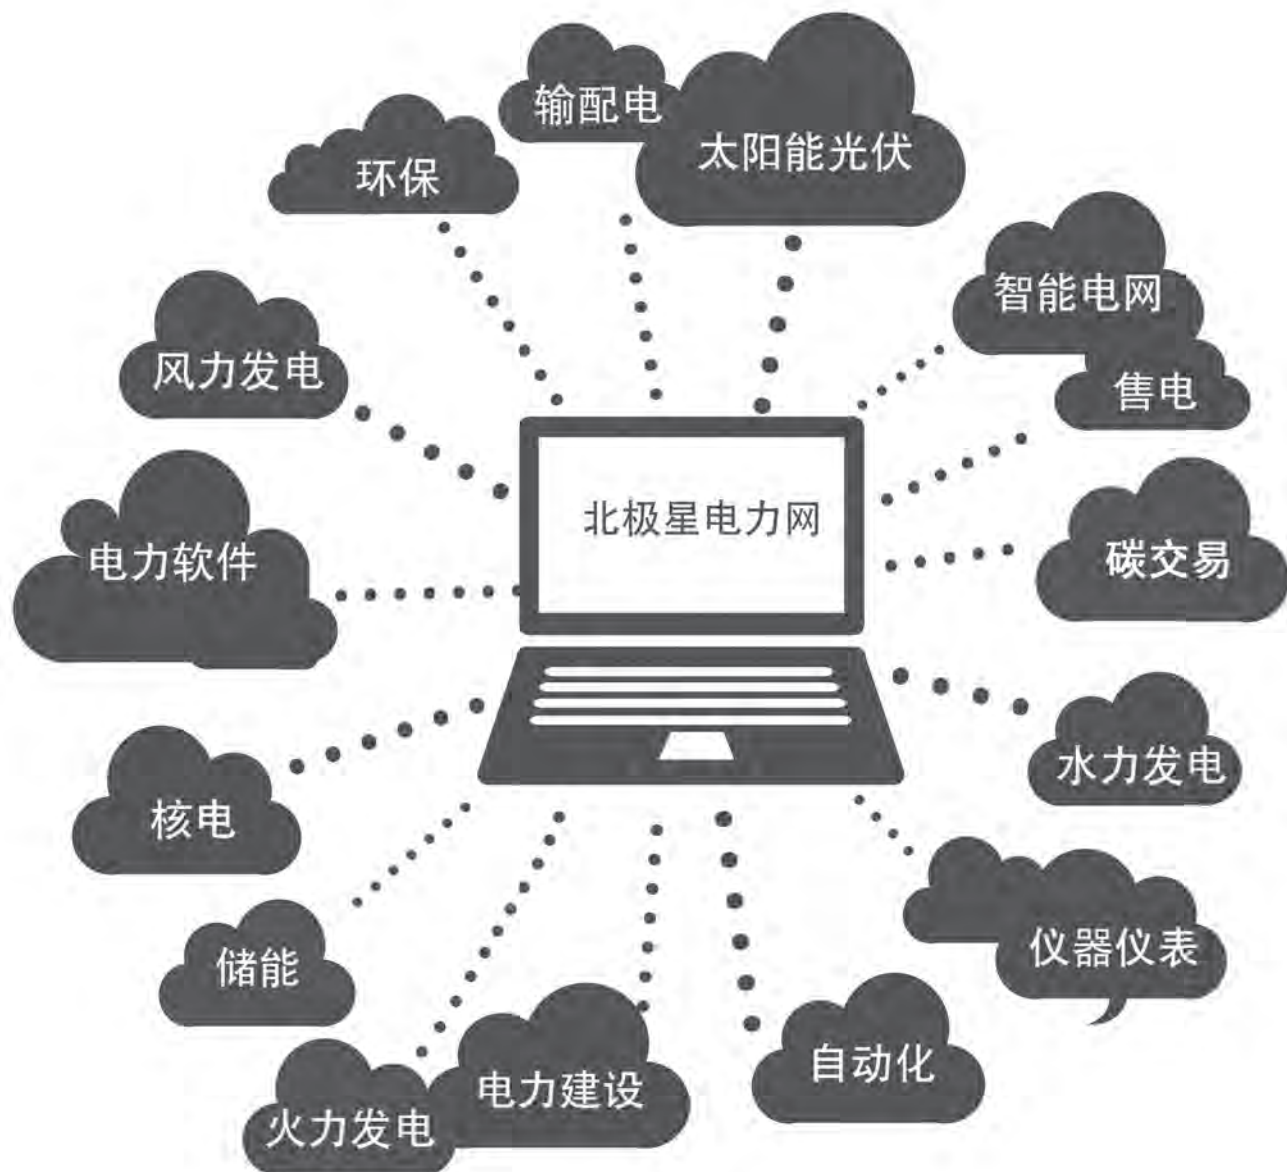 输配电
太阳能光伏
环保
智能电网
风力发电
售电
北极星电力网
电力软件
碳交易
水力发电
核电
仪器仪表
储能
自动化
电力建设
火力发电